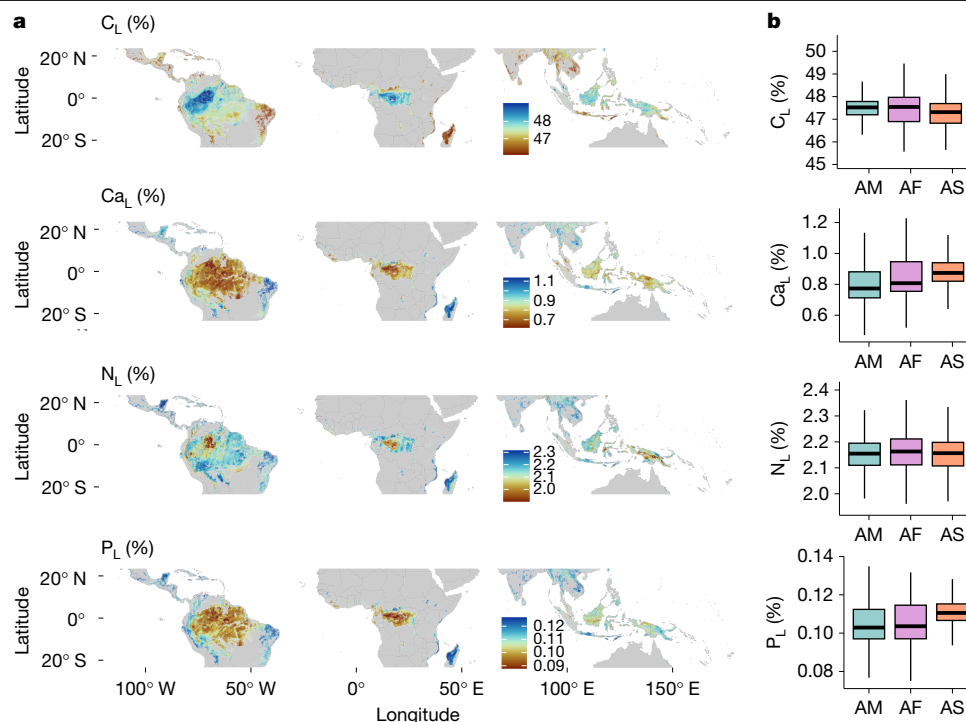 a
C_L (%)
20° N
0°
20° S
Latitude
48
47
Ca_L (%)
20° N
0°
20° S
Latitude
1.1
0.9
0.7
N_L (%)
20° N
0°
20° S
Latitude
2.3
2.2
2.1
2.0
P_L (%)
20° N
0°
20° S
Latitude
0.12
0.11
0.10
0.09
100° W 50° W 0° 50° E 100° E 150° E
Longitude
b
C_L (%)
50
49
48
47
46
45
AM AF AS
Ca_L (%)
1.2
1.0
0.8
0.6
AM AF AS
N_L (%)
2.4
2.3
2.2
2.1
2.0
AM AF AS
P_L (%)
0.14
0.12
0.10
0.08
AM AF AS